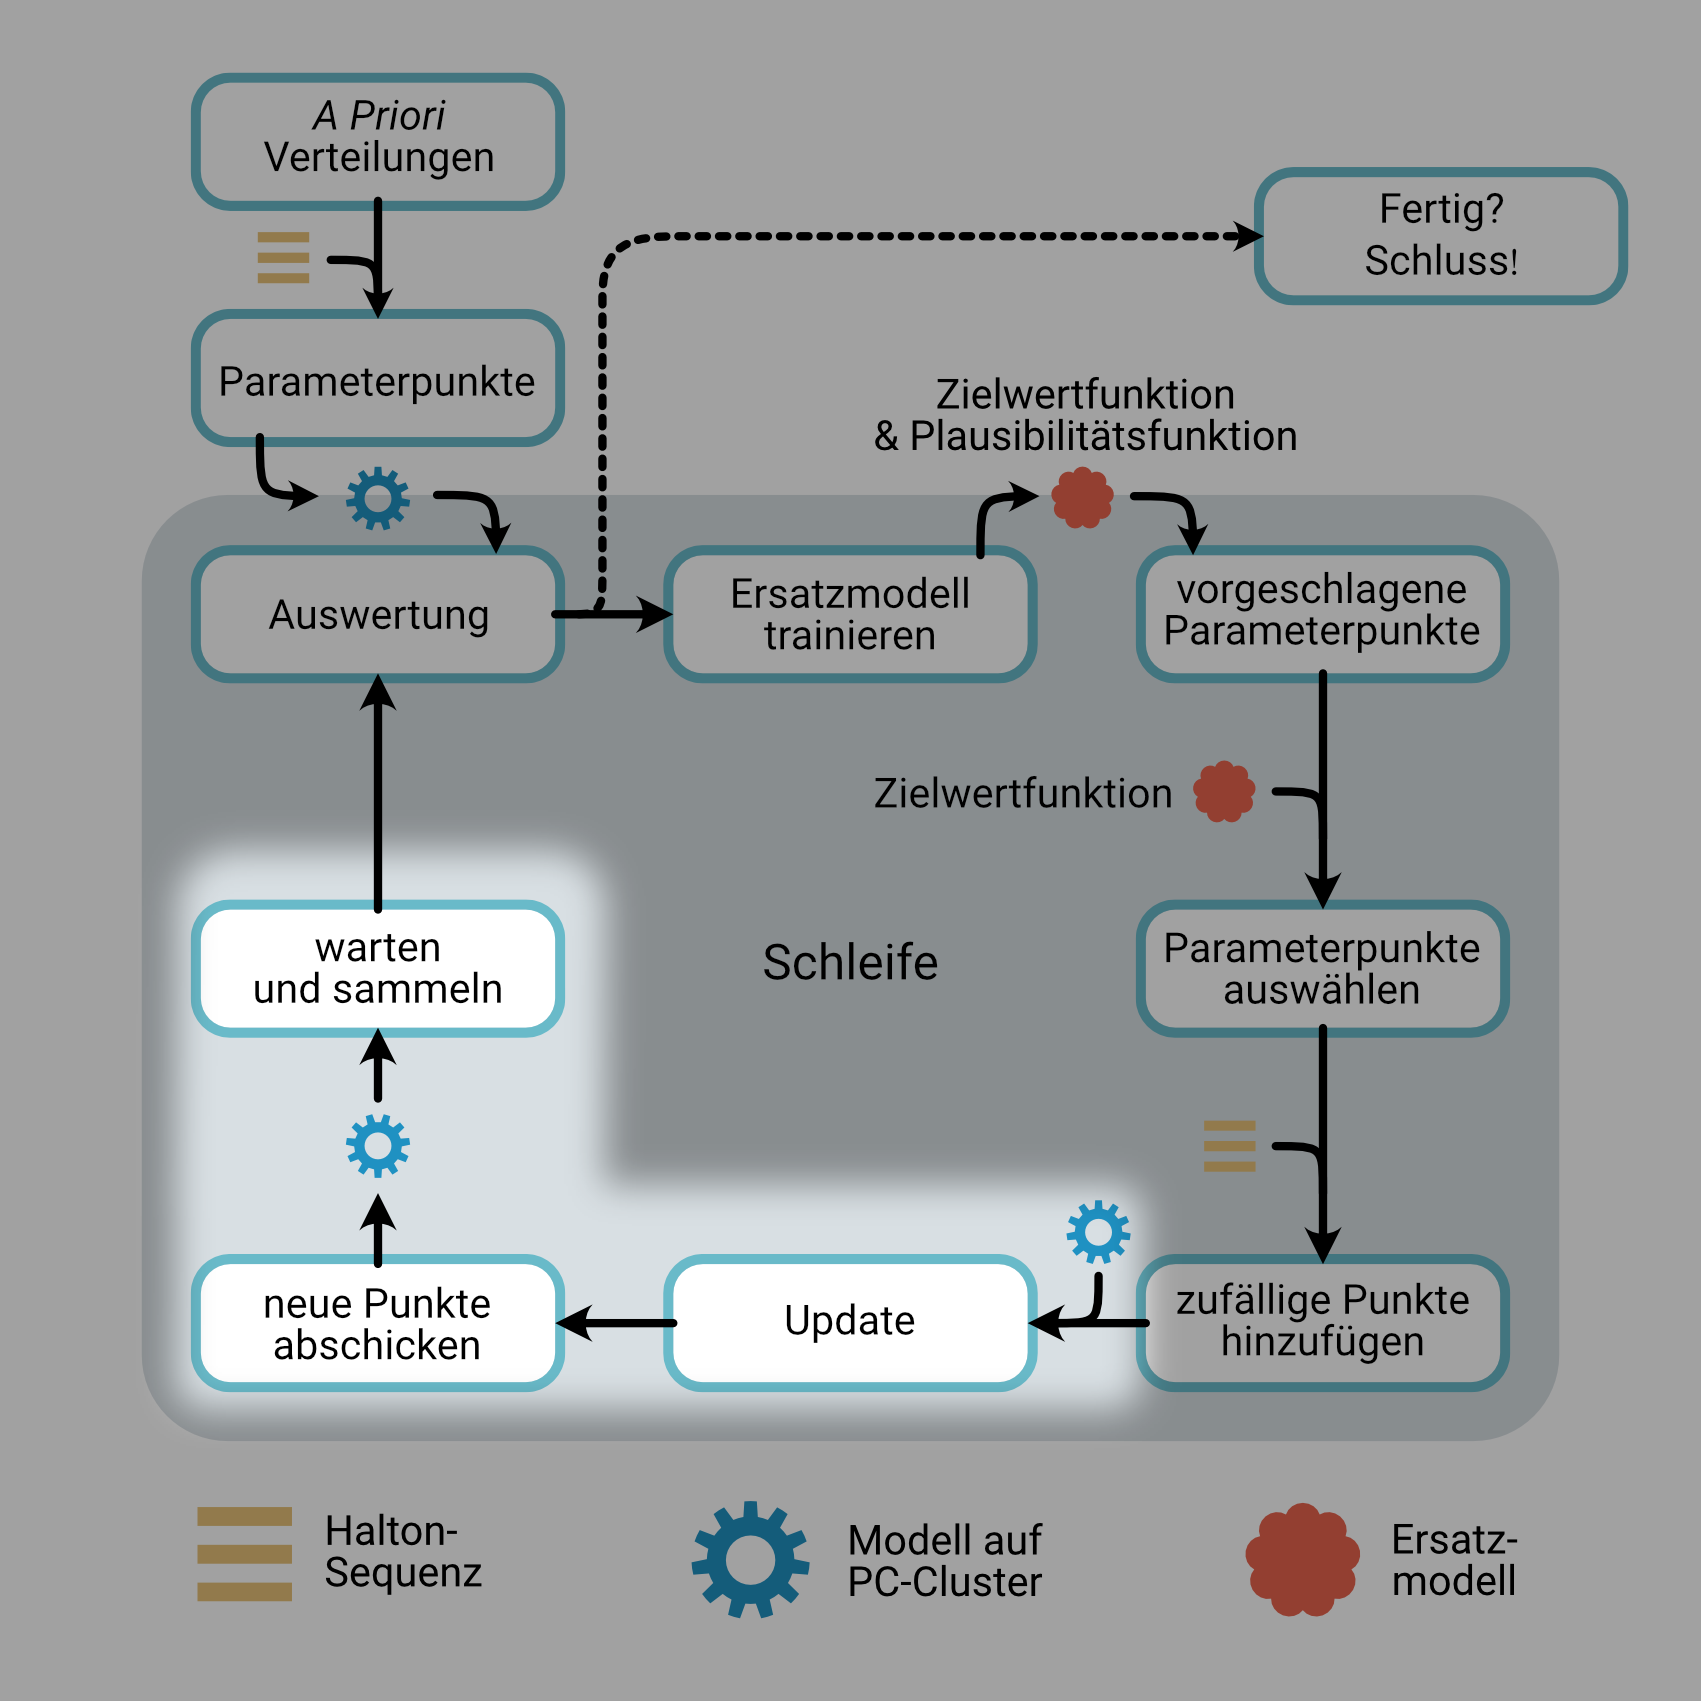 A Priori
Verteilungen
Fertig?
Schluss!
Parameterpunkte
Zielwertfunktion
& Plausibilitätsfunktion
Auswertung
Ersatzmodell
trainieren
vorgeschlagene
Parameterpunkte
Zielwertfunktion
warten
und sammeln
Schleife
Parameterpunkte
auswählen
neue Punkte
abschicken
Update
zufällige Punkte
hinzufügen
Halton-
Sequenz
Modell auf
PC-Cluster
Ersatz-
modell